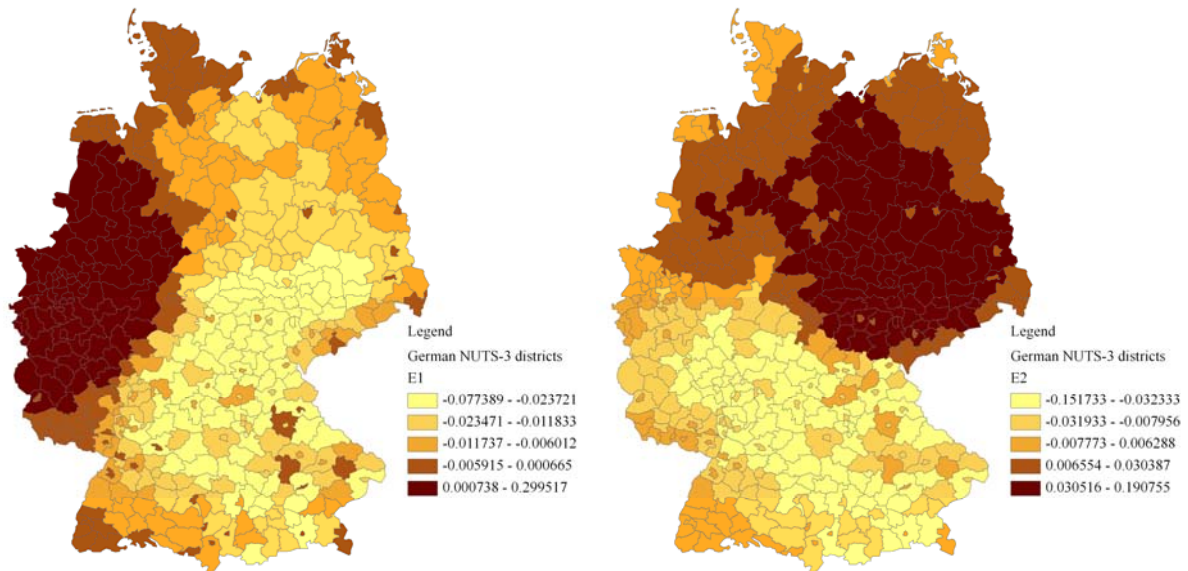 Legend
German NUTS-3 districts
E1
-0.077389 - -0.023721
-0.023471 - -0.011833
-0.011737 - -0.006012
-0.005915 - 0.000665
0.000738 - 0.299517
Legend
German NUTS-3 districts
E2
-0.151733 - -0.032333
-0.031933 - -0.007956
-0.007773 - 0.006288
0.006554 - 0.030387
0.030516 - 0.190755